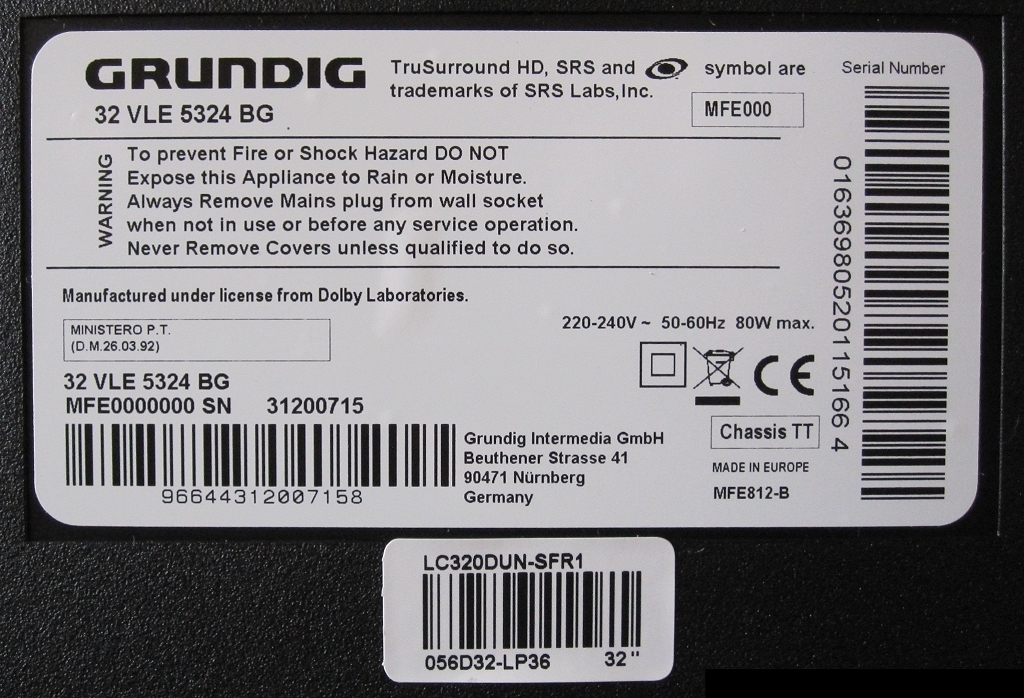 GRUNDIG
32 VLE 5324 BG
TruSurround HD, SRS and symbol are
trademarks of SRS Labs,Inc.
MFE000
Serial Number
WARNING
To prevent Fire or Shock Hazard DO NOT
Expose this Appliance to Rain or Moisture.
Always Remove Mains plug from wall socket
when not in use or before any service operation.
Never Remove Covers unless qualified to do so.
01636980520115166 4
Manufactured under license from Dolby Laboratories.
MINISTERO P.T.
(D.M.26.03.92)
220-240V ~ 50-60Hz 80W max.
CE
32 VLE 5324 BG
MFE0000000 SN 31200715
96644312007158
Grundig Intermedia GmbH
Beuthener Strasse 41
90471 Nürnberg
Germany
Chassis TT
MADE IN EUROPE
MFE812-B
LC320DUN-SFR1
056D32-LP36 32"